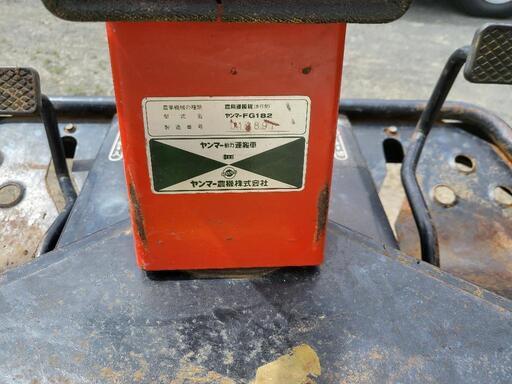 農業機械の種類 農用運搬機(歩行型)
型式名 ヤンマーFG182
製造番号
ヤンマー動力運搬車
ヤンマー農機株式会社